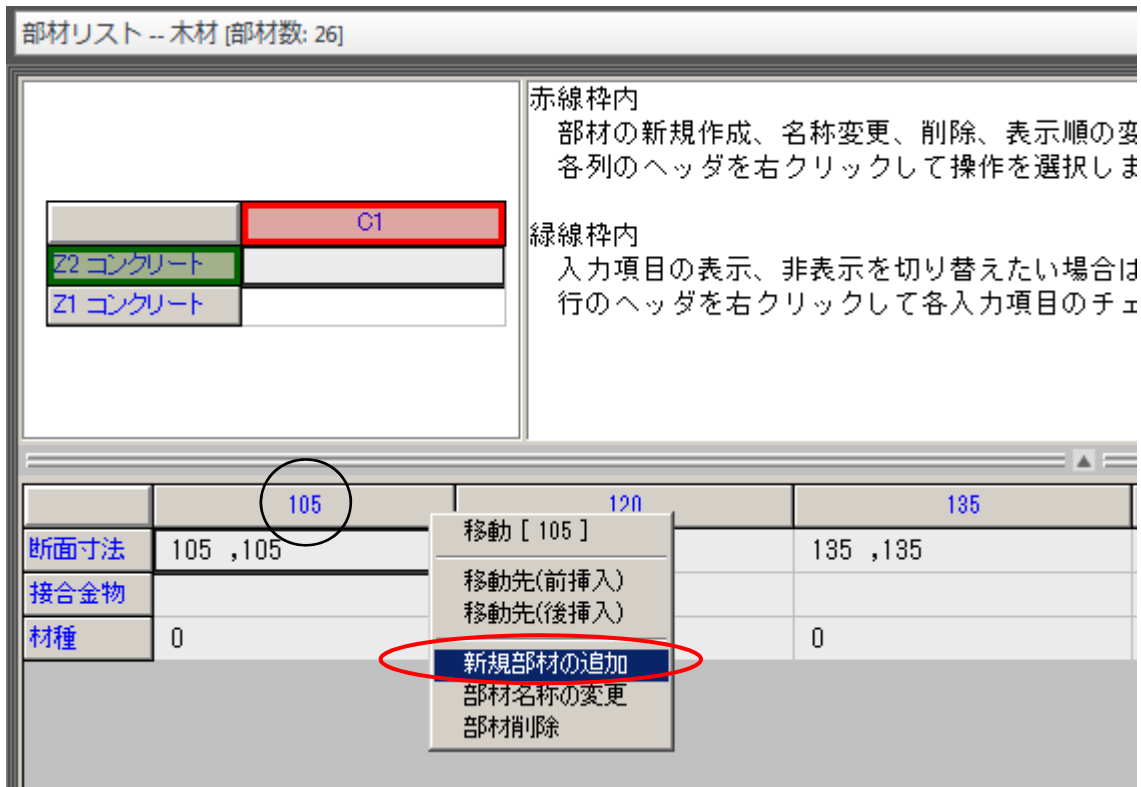 部材リスト -- 木材 [部材数: 26]
C1
Z2 コンクリート
Z1 コンクリート
赤線枠内
部材の新規作成、名称変更、削除、表示順の変
各列のヘッダを右クリックして操作を選択しま
緑線枠内
入力項目の表示、非表示を切り替えたい場合は
行のヘッダを右クリックして各入力項目のチェ
105 120 135
断面寸法 105 ,105 135 ,135
接合金物
材種 0 0
移動 [ 105 ]
移動先(前挿入)
移動先(後挿入)
新規部材の追加
部材名称の変更
部材削除